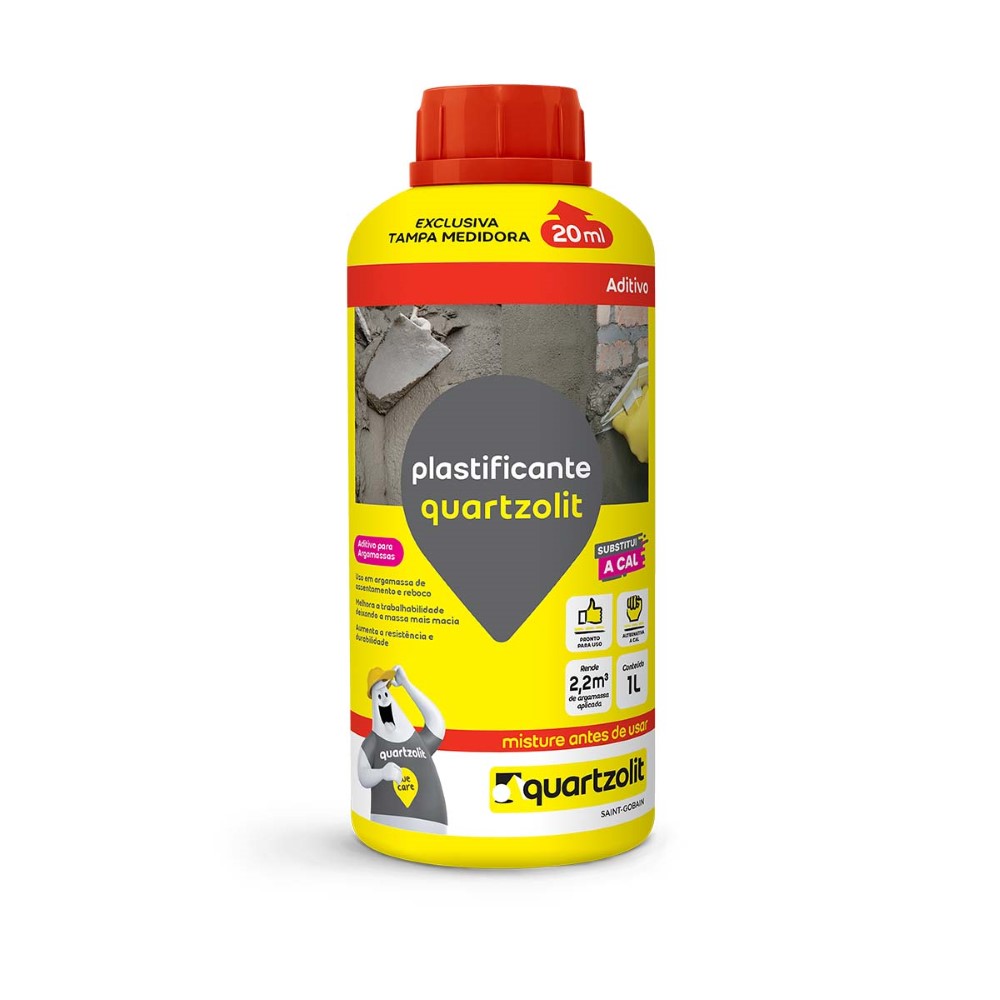 EXCLUSIVA
TAMPA MEDIDORA
20ml
Aditivo
plastificante
quartzolit
Aditivo para
Argamassas
SUBSTITUI
A CAL
Uso em argamassa de
assentamento e reboco
Melhora a trabalhabilidade
deixando a massa mais macia
Aumenta a resistência e
durabilidade
PRONTO
PARA USO
ALTERNATIVA
A CAL
Rende
2,2m³
de argamassa
aplicada
Conteúdo
1L
misture antes de usar
quartzolit
we
care
quartzolit
SAINT-GOBAIN